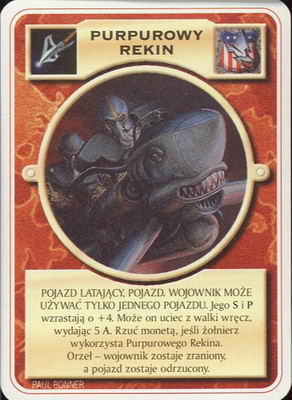 PURPUROWY
REKIN
POJAZD LATAJĄCY, POJAZD. WOJOWNIK MOŻE
UŻYWAĆ TYLKO JEDNEGO POJAZDU. Jego S i P
wzrastają o +4. Może on uciec z walki wręcz,
wydając 5 A. Rzuć monetą, jeśli żołnierz
wykorzysta Purpurowego Rekina.
Orzeł – wojownik zostaje zraniony,
a pojazd zostaje odrzucony.
PAUL BONNER